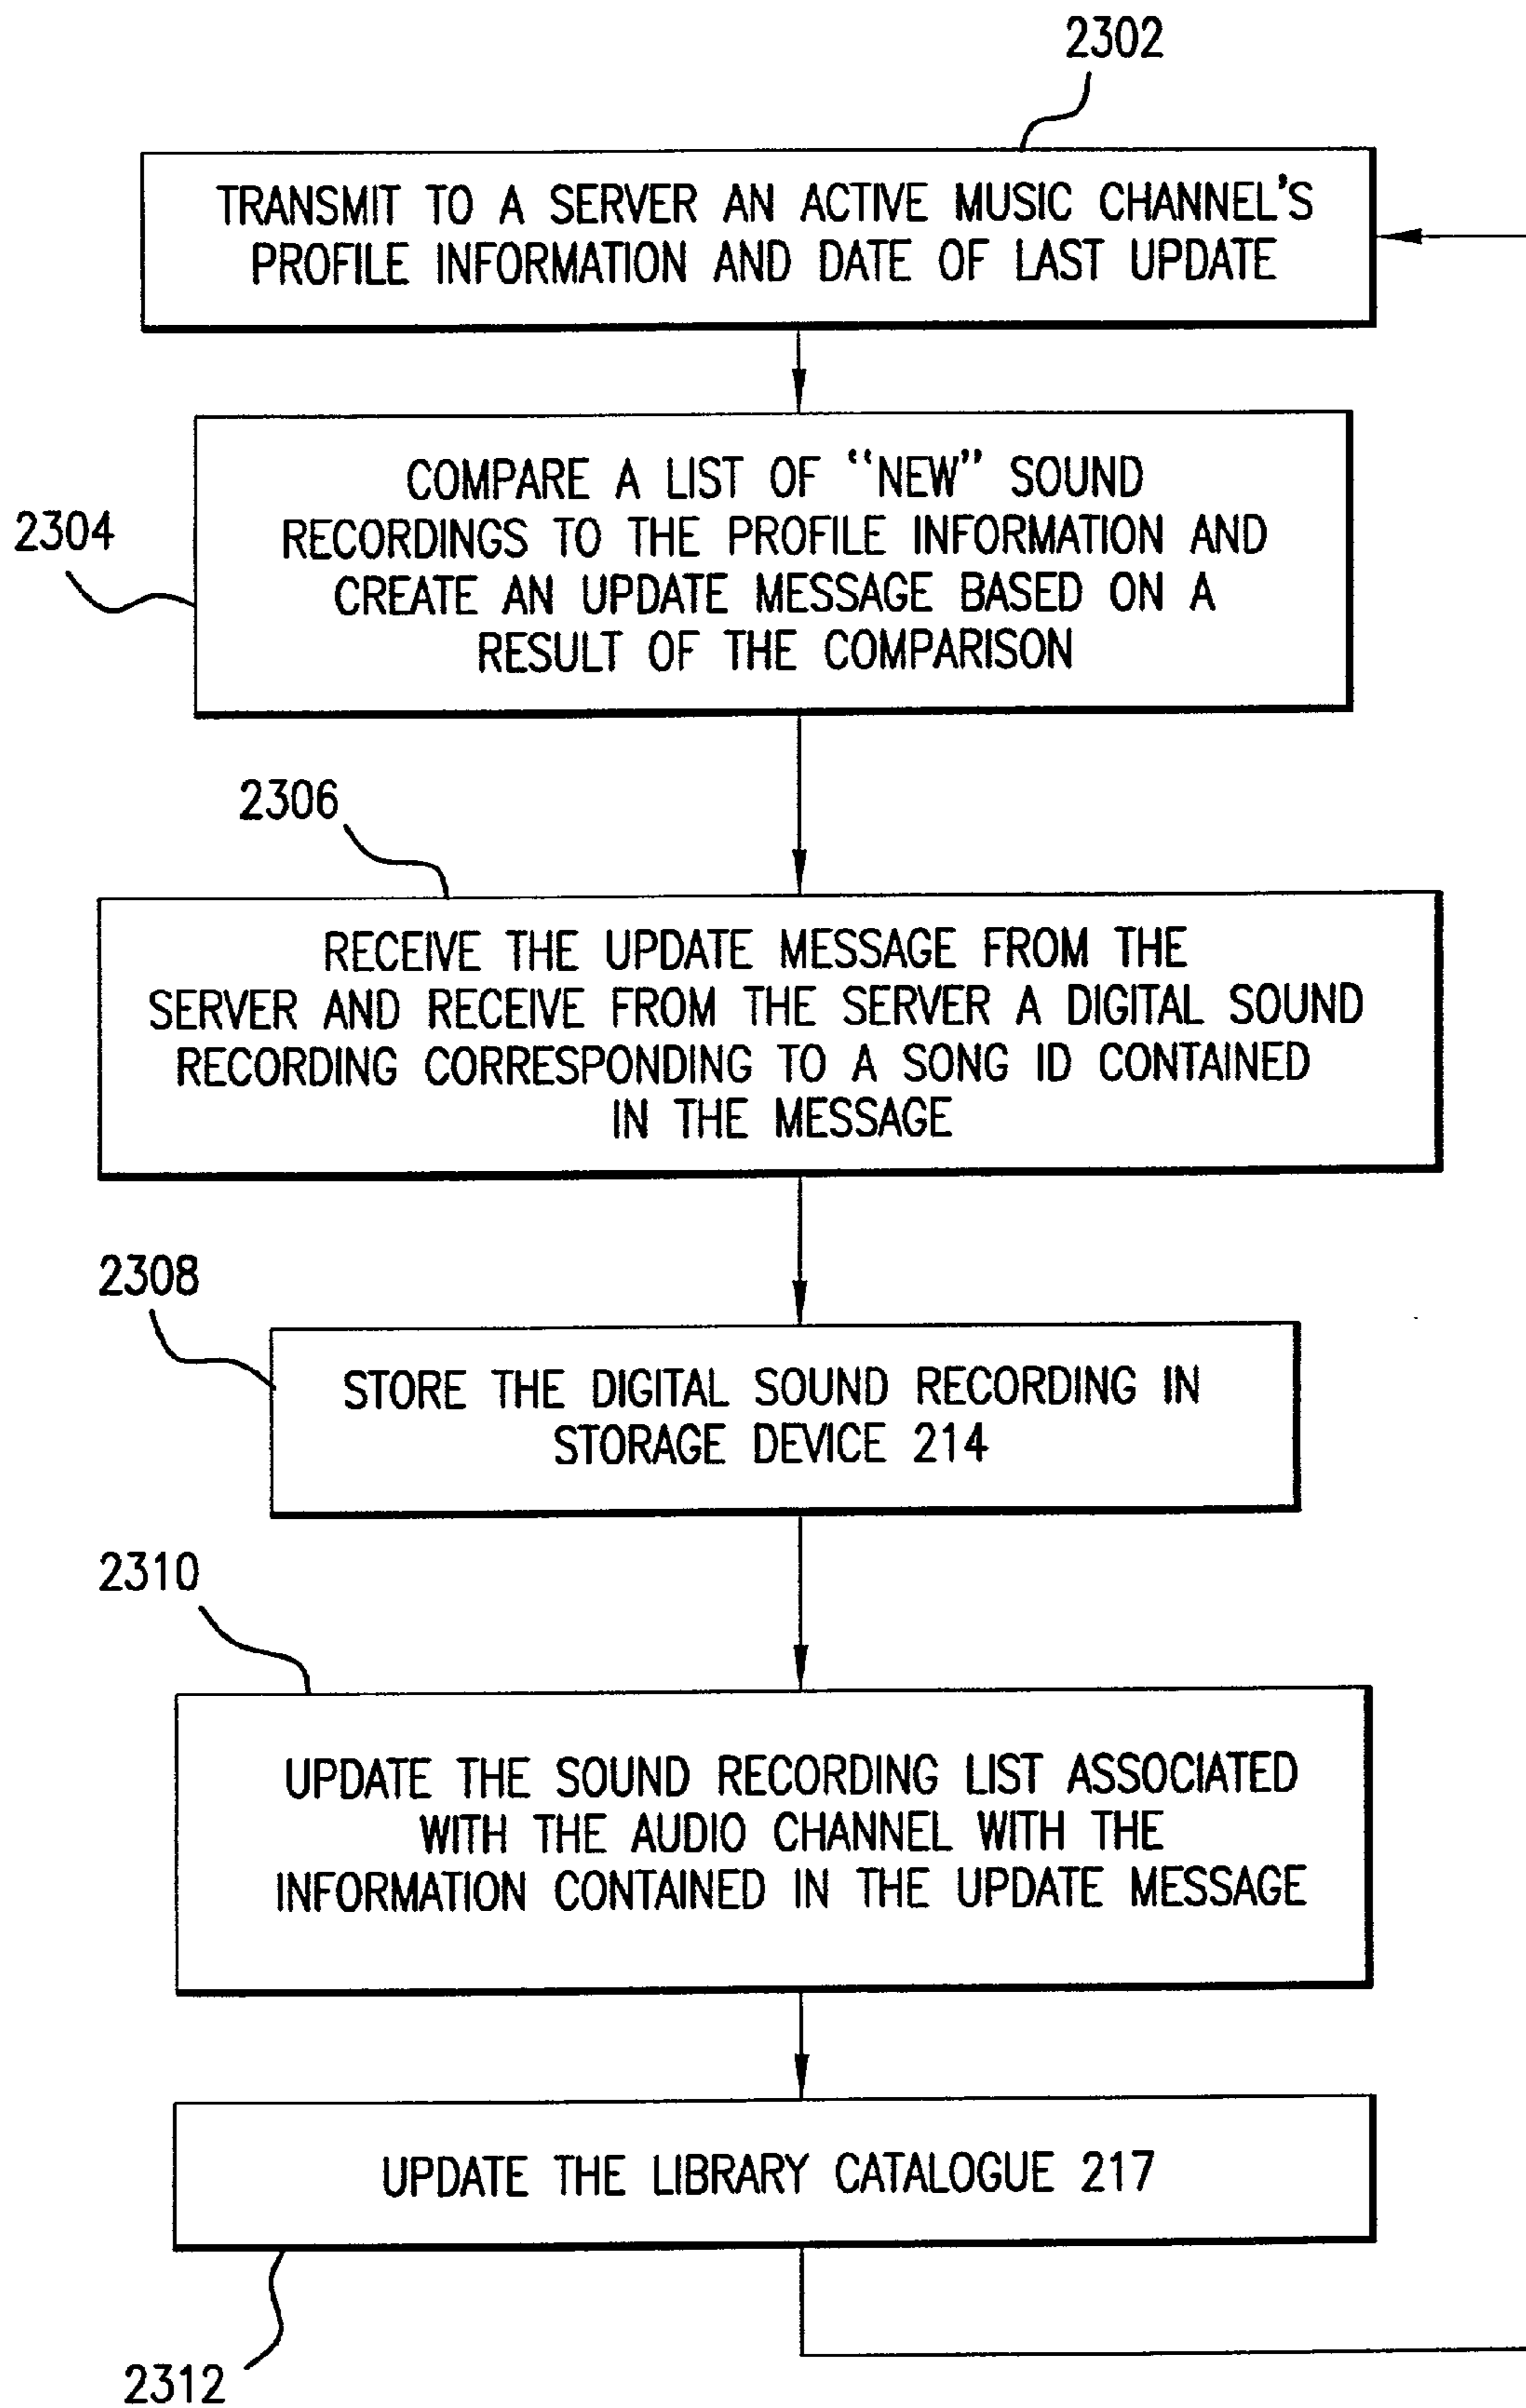 2302
TRANSMIT TO A SERVER AN ACTIVE MUSIC CHANNEL'S
PROFILE INFORMATION AND DATE OF LAST UPDATE
2304
COMPARE A LIST OF “NEW” SOUND
RECORDINGS TO THE PROFILE INFORMATION AND
CREATE AN UPDATE MESSAGE BASED ON A
RESULT OF THE COMPARISON
2306
RECEIVE THE UPDATE MESSAGE FROM THE
SERVER AND RECEIVE FROM THE SERVER A DIGITAL SOUND
RECORDING CORRESPONDING TO A SONG ID CONTAINED
IN THE MESSAGE
2308
STORE THE DIGITAL SOUND RECORDING IN
STORAGE DEVICE 214
2310
UPDATE THE SOUND RECORDING LIST ASSOCIATED
WITH THE AUDIO CHANNEL WITH THE
INFORMATION CONTAINED IN THE UPDATE MESSAGE
UPDATE THE LIBRARY CATALOGUE 217
2312